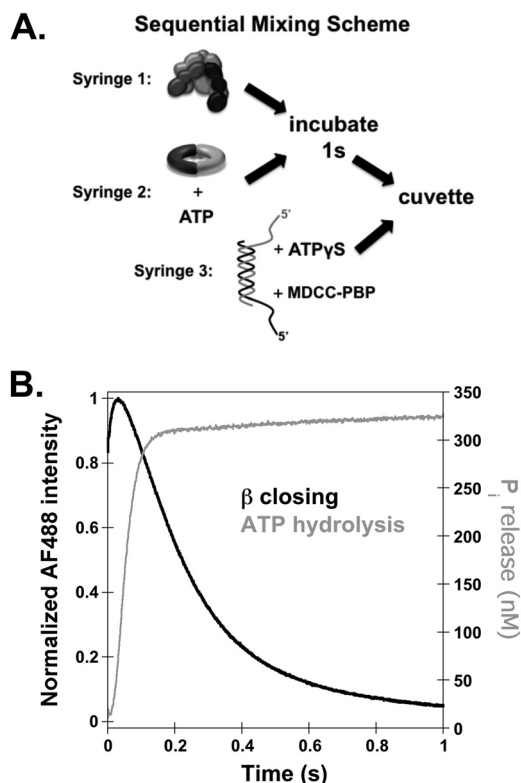 A.
Sequential Mixing Scheme
Syringe 1:
incubate
1s
Syringe 2:
+
ATP
cuvette
5’
Syringe 3:
+ ATPγS
+ MDCC-PBP
5’
B.
Normalized AF488 intensity
1
0.8
0.6
0.4
0.2
0
β closing
ATP hydrolysis
350
300
250
200
150
100
50
0
Pi release (nM)
0
0.2
0.4
0.6
0.8
1
Time (s)